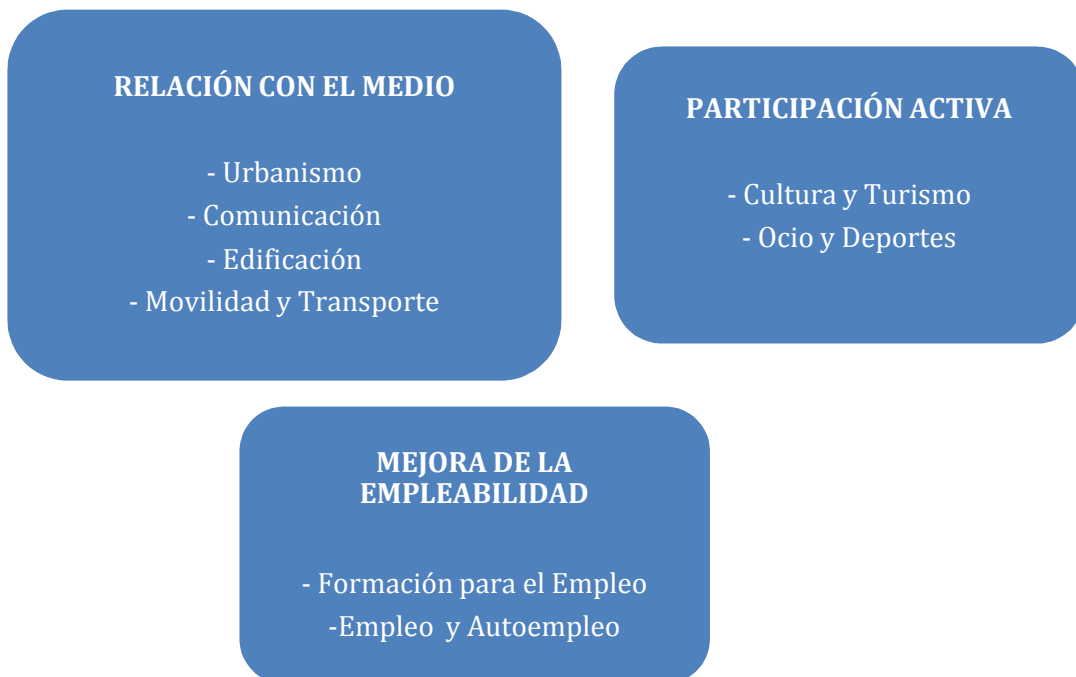 RELACIÓN CON EL MEDIO
- Urbanismo
- Comunicación
- Edificación
- Movilidad y Transporte
PARTICIPACIÓN ACTIVA
- Cultura y Turismo
- Ocio y Deportes
MEJORA DE LA
EMPLEABILIDAD
- Formación para el Empleo
-Empleo  y Autoempleo